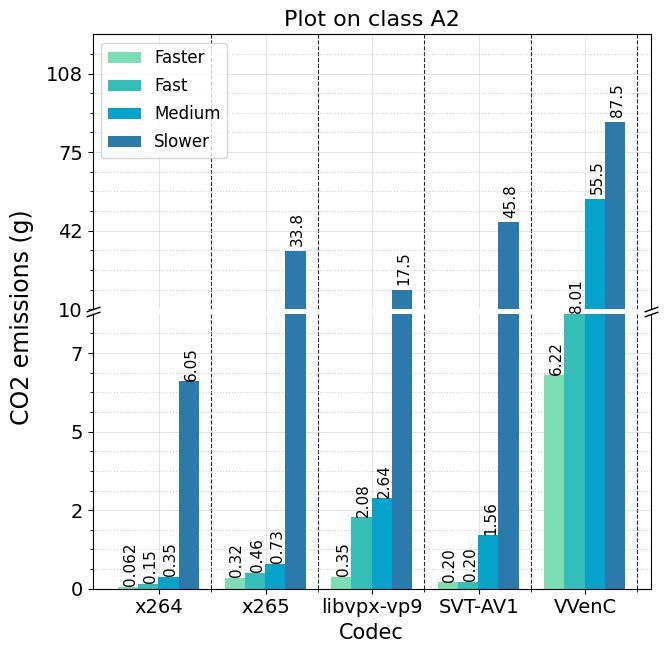 Plot on class A2
Faster
Fast
Medium
Slower
CO2 emissions (g)
108
75
42
10
7
5
2
0
0.062
0.15
0.35
6.05
0.32
0.46
0.73
33.8
0.35
2.08
2.64
17.5
0.20
0.20
1.56
45.8
6.22
8.01
55.5
87.5
x264
x265
libvpx-vp9
SVT-AV1
VVenC
Codec